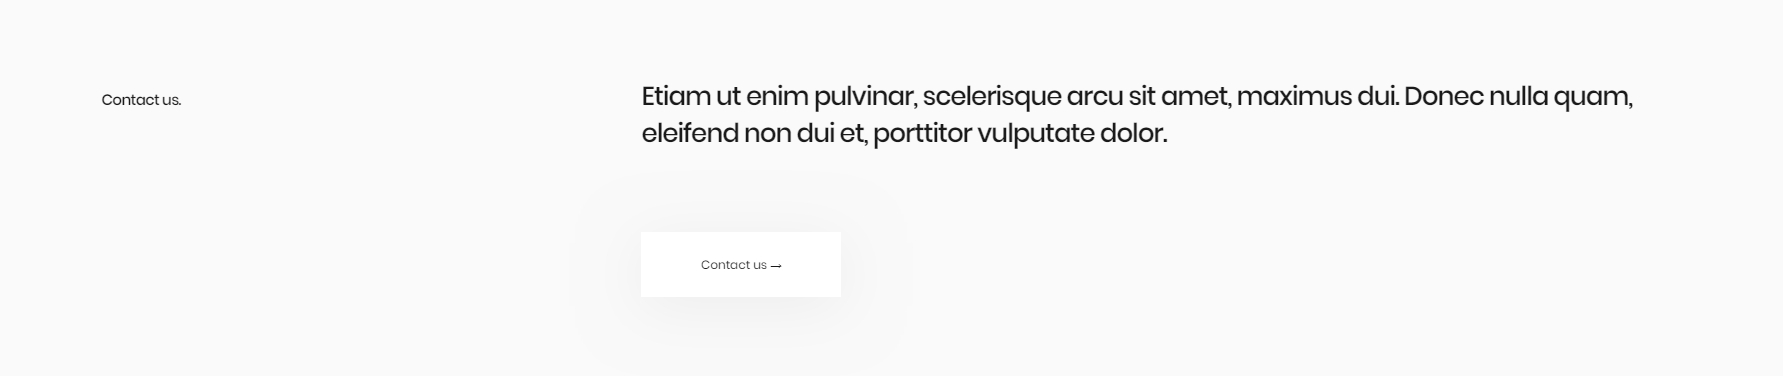 Contact us.
Etiam ut enim pulvinar, scelerisque arcu sit amet, maximus dui. Donec nulla quam,
eleifend non dui et, porttitor vulputate dolor.
Contact us →